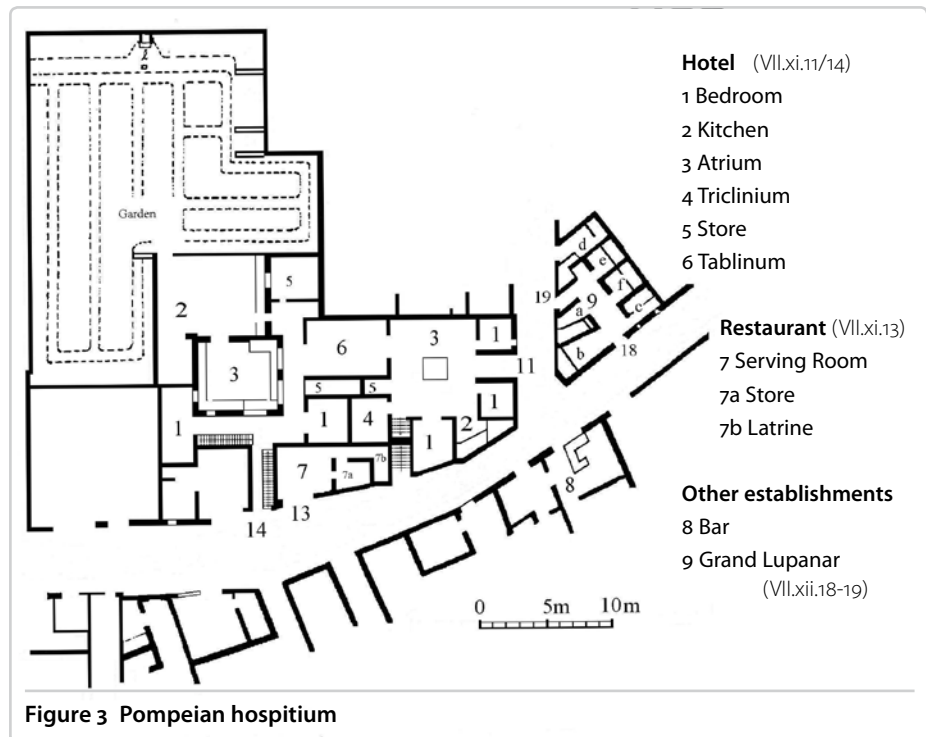 Hotel (VII.xi.11/14)
1 Bedroom
2 Kitchen
3 Atrium
4 Triclinium
5 Store
6 Tablinum
Restaurant (VII.xi.13)
7 Serving Room
7a Store
7b Latrine
Other establishments
8 Bar
9 Grand Lupanar
(VII.xii.18-19)
Garden
2
5
3
1
5
5
6
1
4
3
1
11
1
1
2
7
7a
7b
14
13
d
e
f
c
19
9
a
b
18
8
0 5m 10m
Figure 3 Pompeian hospitium